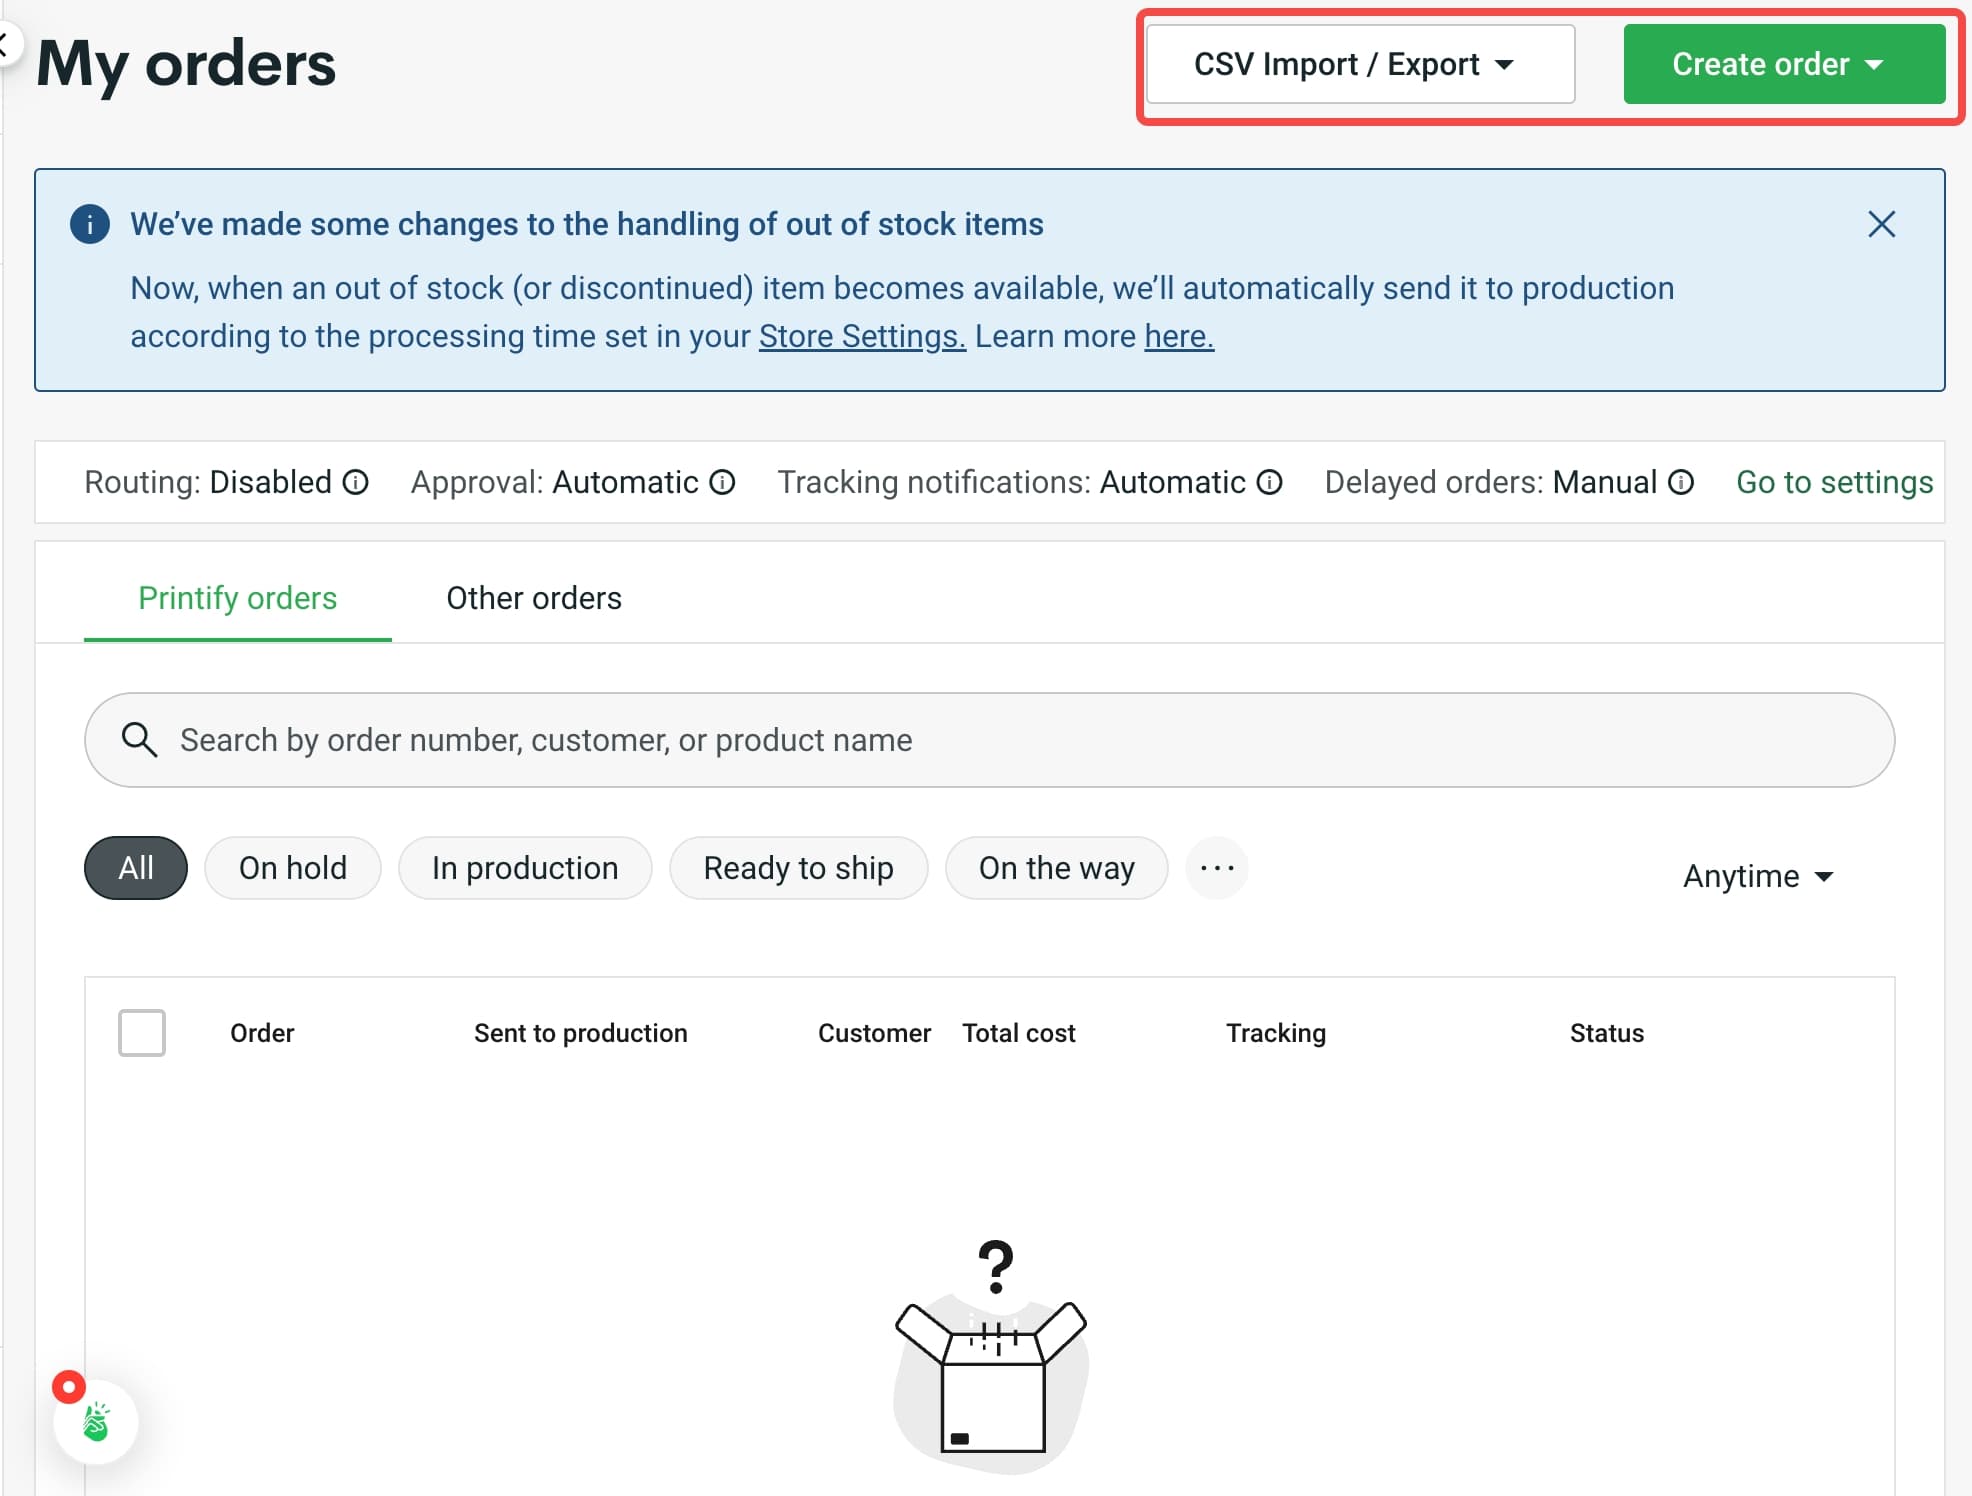 My orders
CSV Import / Export
Create order
We’ve made some changes to the handling of out of stock items
Now, when an out of stock (or discontinued) item becomes available, we’ll automatically send it to production
according to the processing time set in your Store Settings. Learn more here.
Routing: Disabled Approval: Automatic Tracking notifications: Automatic Delayed orders: Manual Go to settings
Printify orders Other orders
Search by order number, customer, or product name
All On hold In production Ready to ship On the way ... Anytime
Order Sent to production Customer Total cost Tracking Status
?